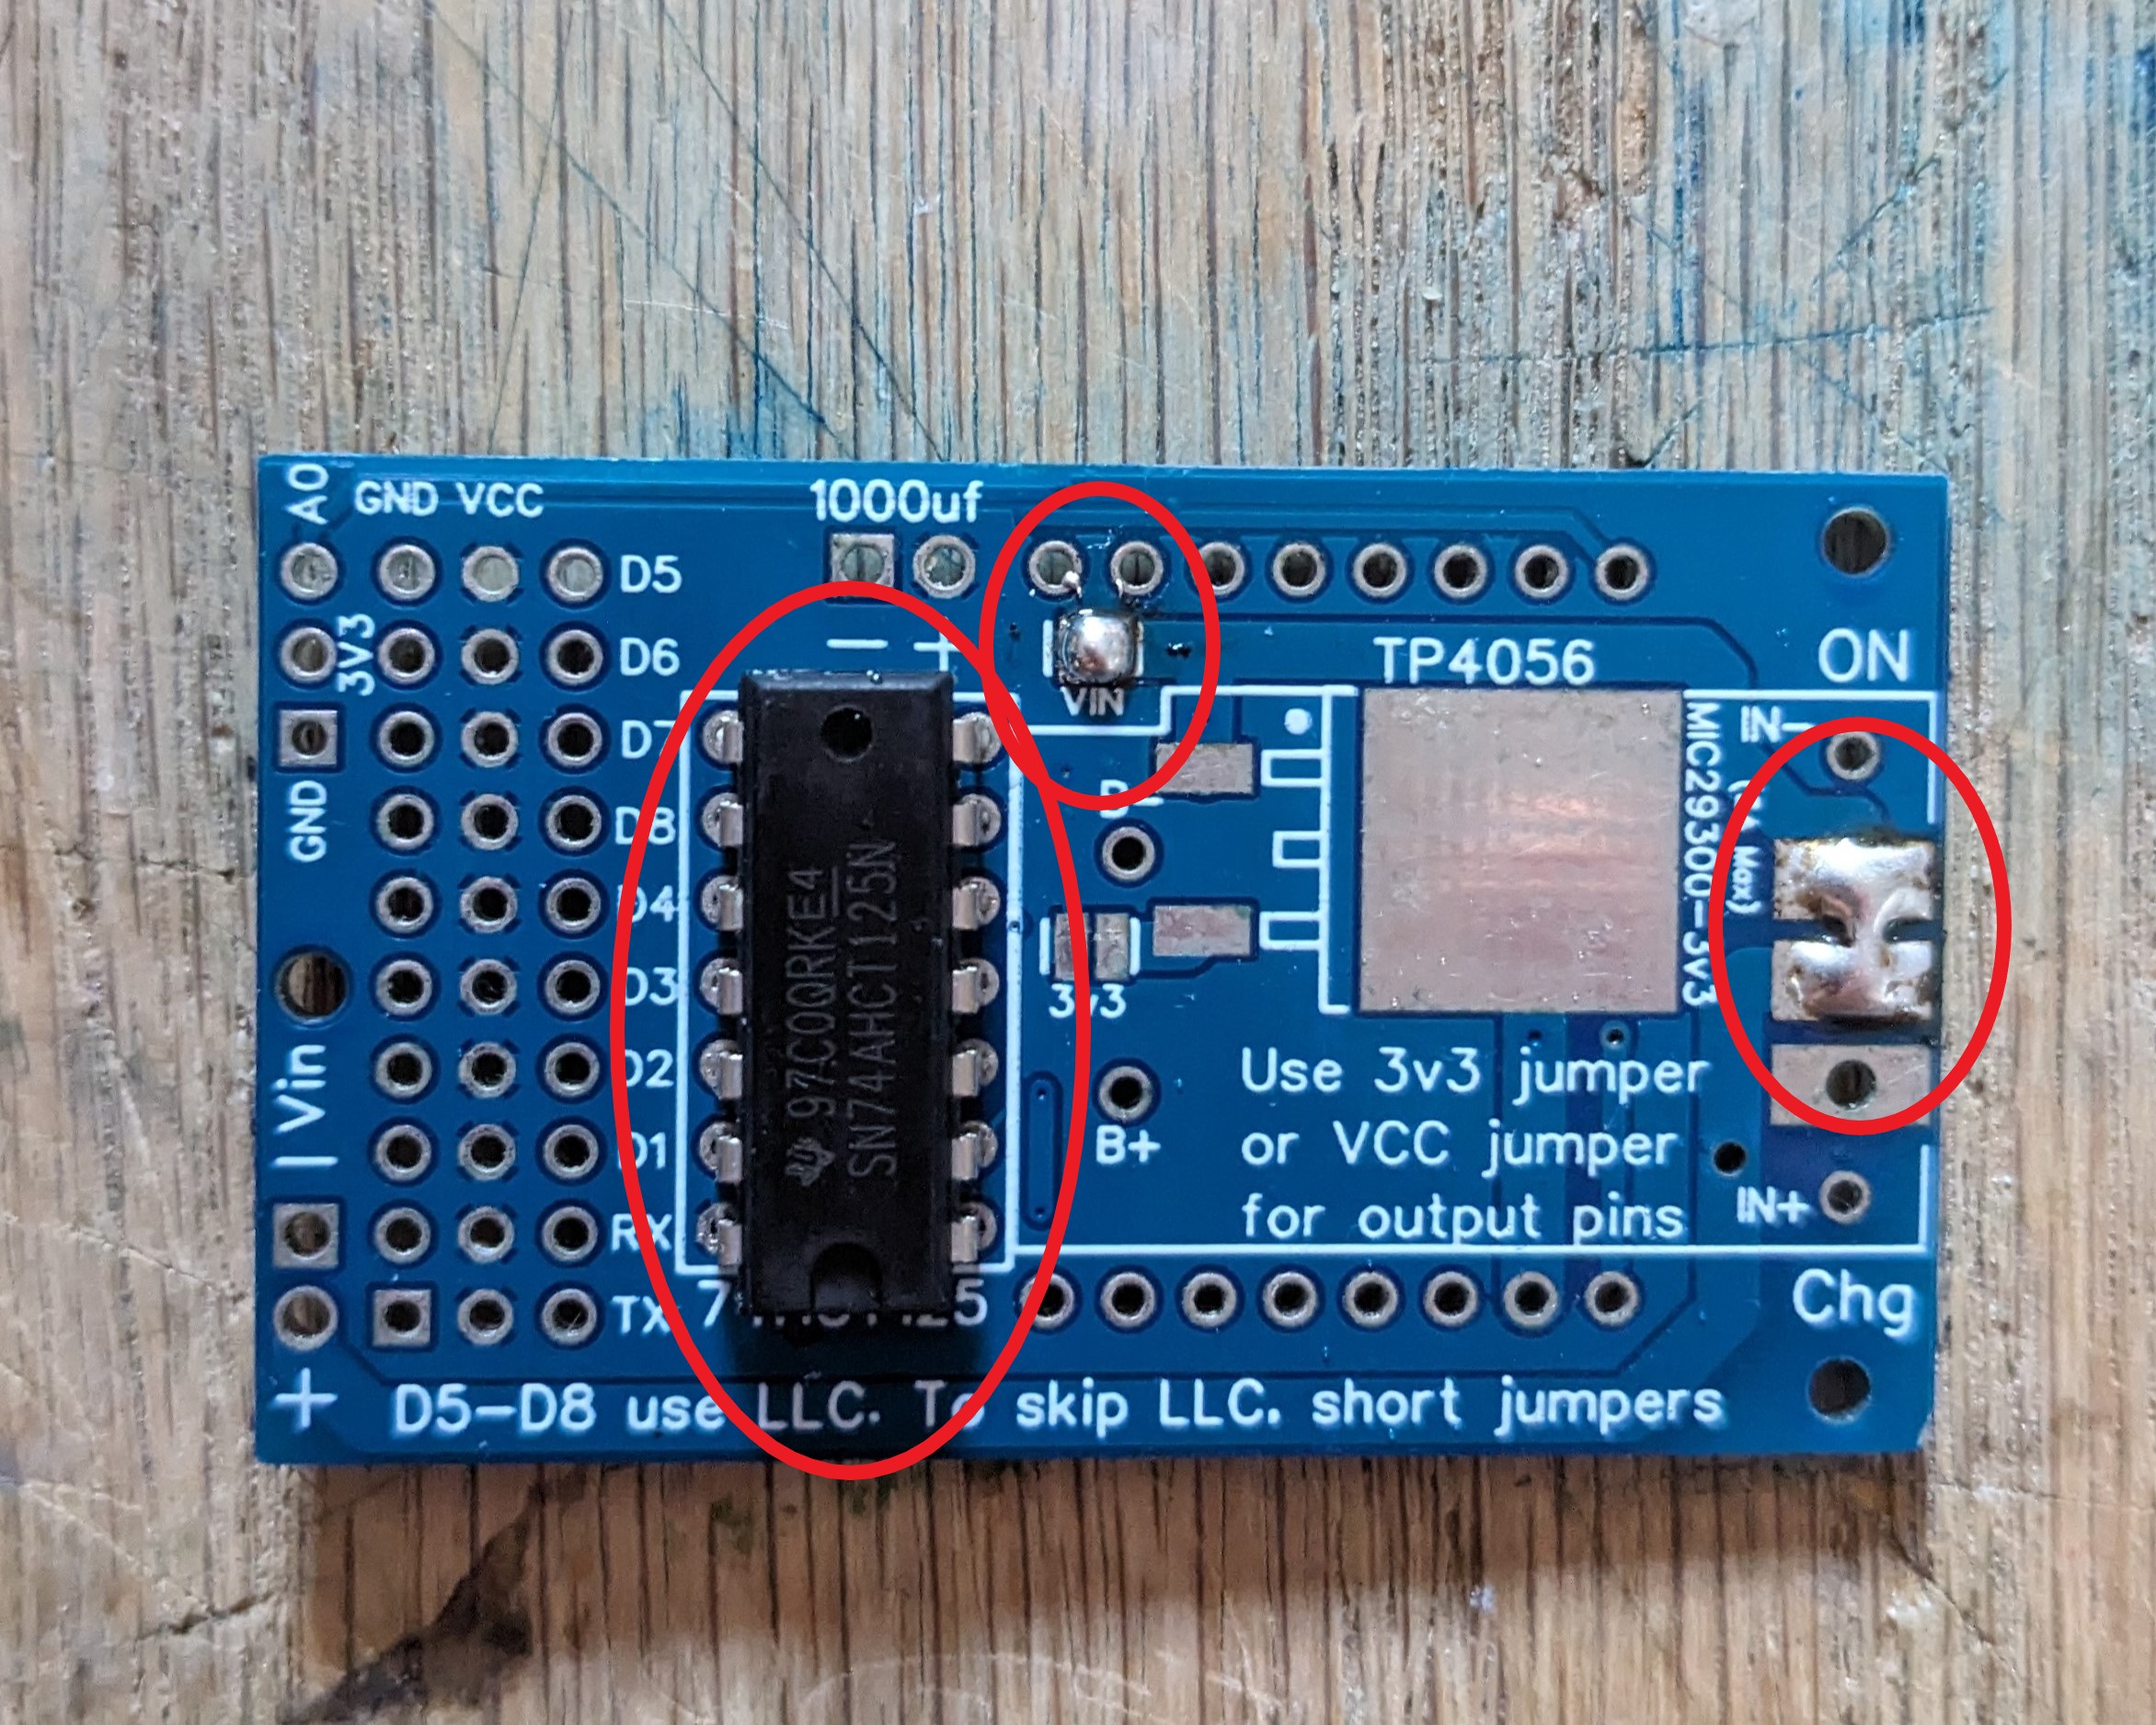 A0
GND VCC
1000uf
D5
3V3
D6
- +
VIN
TP4056
ON
GND
D7
D8
D4
D3
D2
D1
RX
TX
97C0QRKE4
SN74AHCT125N
B-
3v3
B+
MIC29300-3v3
Max)
IN-
Use 3v3 jumper
or VCC jumper
for output pins
IN+
Chg
- Vin
+
D5-D8 use LLC. To skip LLC. short jumpers